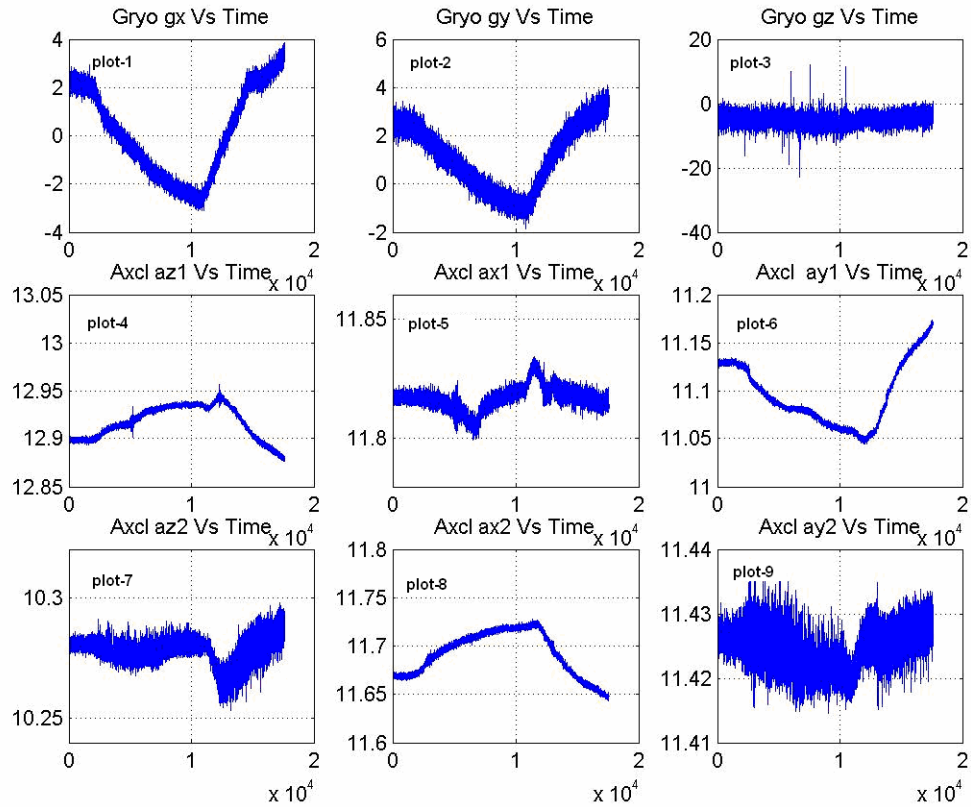 Gryo gx Vs Time
Gryo gy Vs Time
Gryo gz Vs Time
4
2
0
-2
-4
plot-1
0
1
2
x 10^4
6
4
2
0
-2
plot-2
0
1
2
x 10^4
20
0
-20
-40
plot-3
0
1
2
x 10^4
Axcl az1 Vs Time
Axcl ax1 Vs Time
Axcl ay1 Vs Time
13.05
13
12.95
12.9
12.85
plot-4
0
1
2
x 10^4
11.85
11.8
plot-5
0
1
2
x 10^4
11.2
11.15
11.1
11.05
11
plot-6
0
1
2
x 10^4
Axcl az2 Vs Time
Axcl ax2 Vs Time
Axcl ay2 Vs Time
10.3
10.25
plot-7
0
1
2
x 10^4
11.8
11.75
11.7
11.65
11.6
plot-8
0
1
2
x 10^4
11.44
11.43
11.42
11.41
plot-9
0
1
2
x 10^4